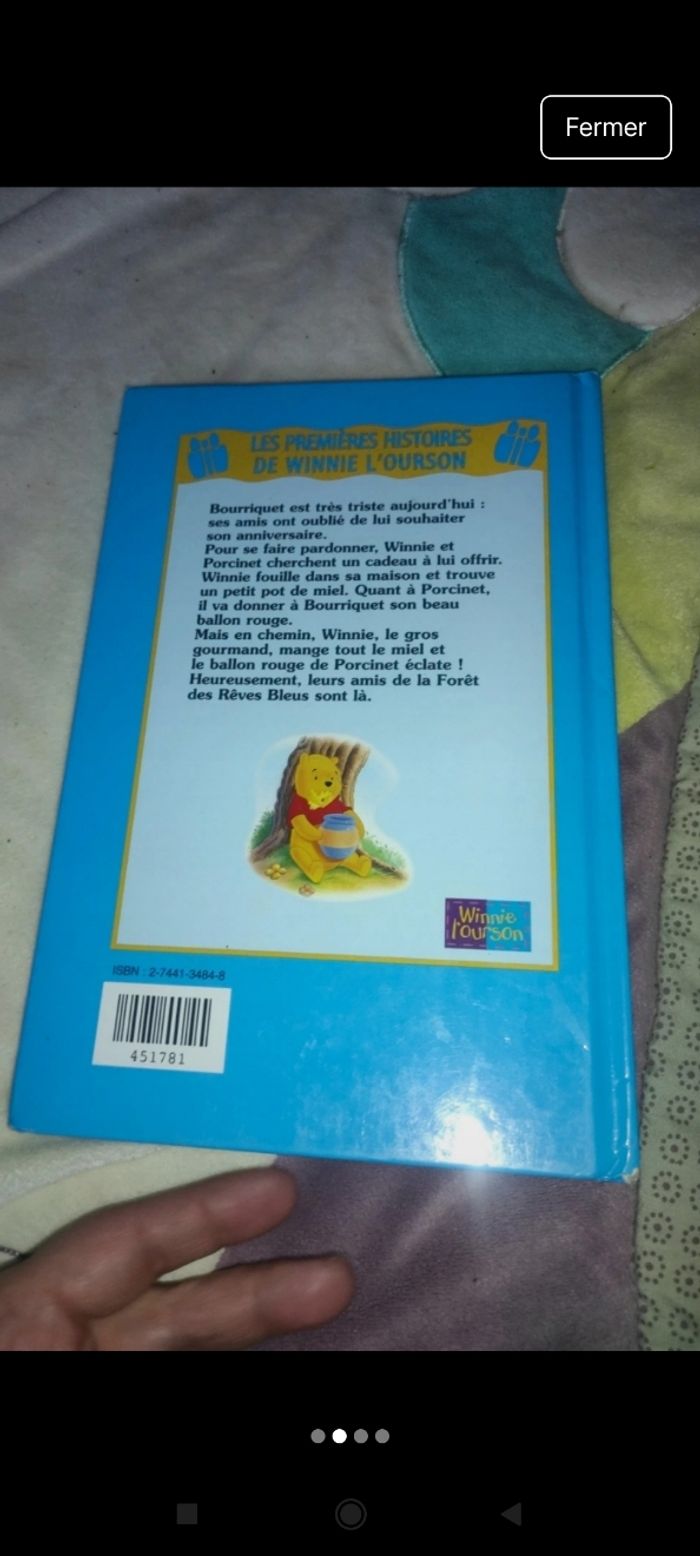 Fermer
LES PREMIÈRES HISTOIRES
DE WINNIE L'OURSON
Bourriquet est très triste aujourd'hui :
ses amis ont oublié de lui souhaiter
son anniversaire.
Pour se faire pardonner, Winnie et
Porcinet cherchent un cadeau à lui offrir.
Winnie fouille dans sa maison et trouve
un petit pot de miel. Quant à Porcinet,
il va donner à Bourriquet son beau
ballon rouge.
Mais en chemin, Winnie, le gros
gourmand, mange tout le miel et
le ballon rouge de Porcinet éclate !
Heureusement, leurs amis de la Forêt
des Rêves Bleus sont là.
Winnie
l'ourson
ISBN : 2-7441-3484-8
451781